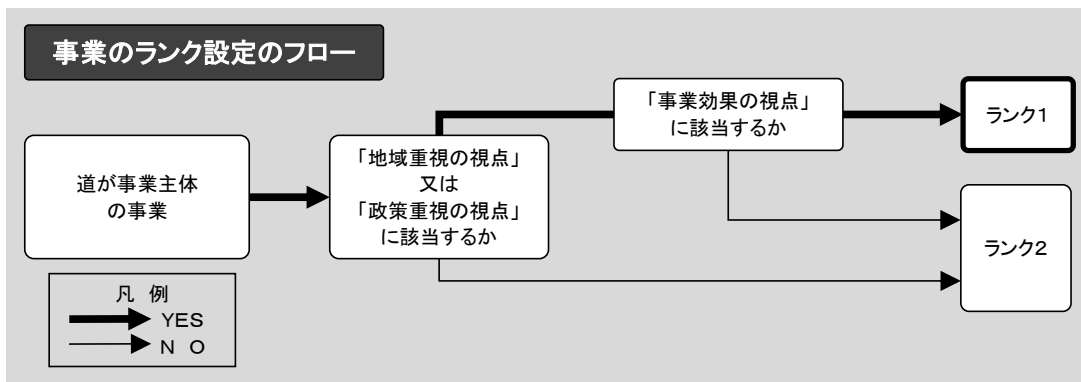 事業のランク設定のフロー
道が事業主体
の事業
「地域重視の視点」
又は
「政策重視の視点」
に該当するか
「事業効果の視点」
に該当するか
ランク1
ランク2
凡 例
YES
N O